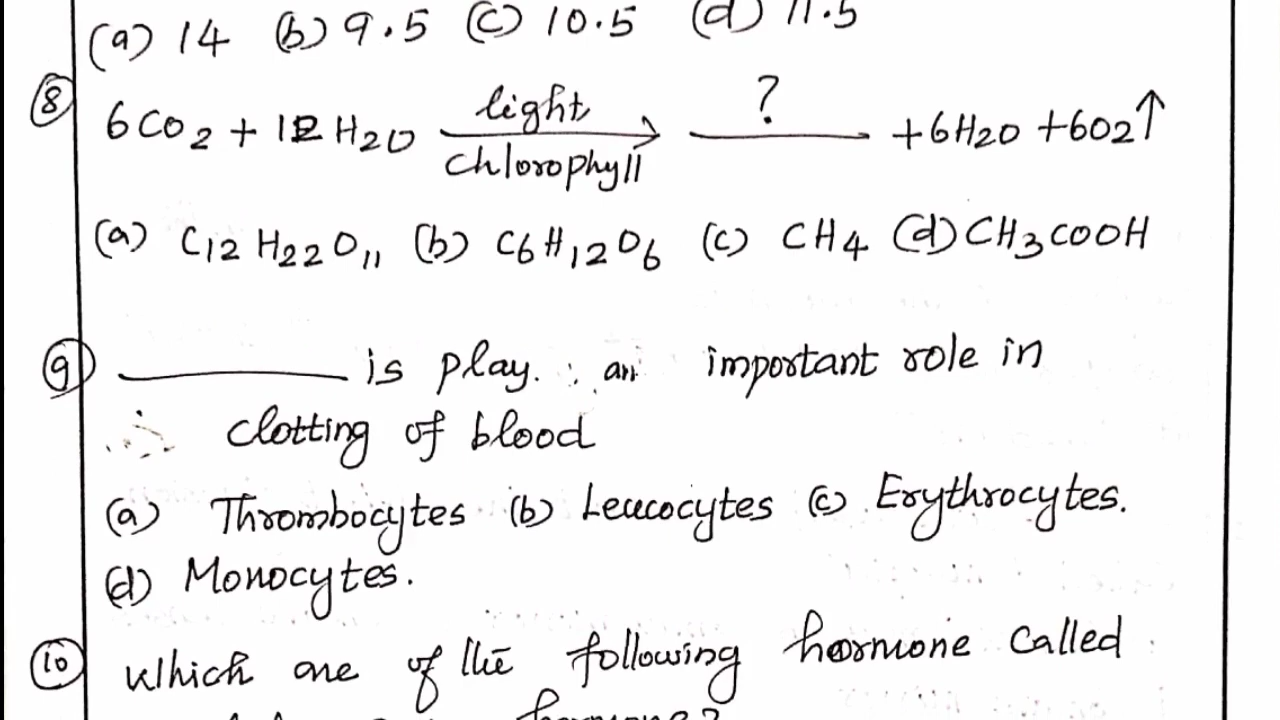 (a) 14 (b) 9.5 (c) 10.5 (d) 11.5
(8) 6CO2 + 12H2O light/chlorophyll → ? + 6H2O + 6O2↑
(a) C12H22O11 (b) C6H12O6 (c) CH4 (d) CH3COOH
(9) ________ is play. an important role in
clotting of blood
(a) Thrombocytes (b) Leucocytes (c) Erythrocytes.
(d) Monocytes.
(10) Which one of the following hormone called